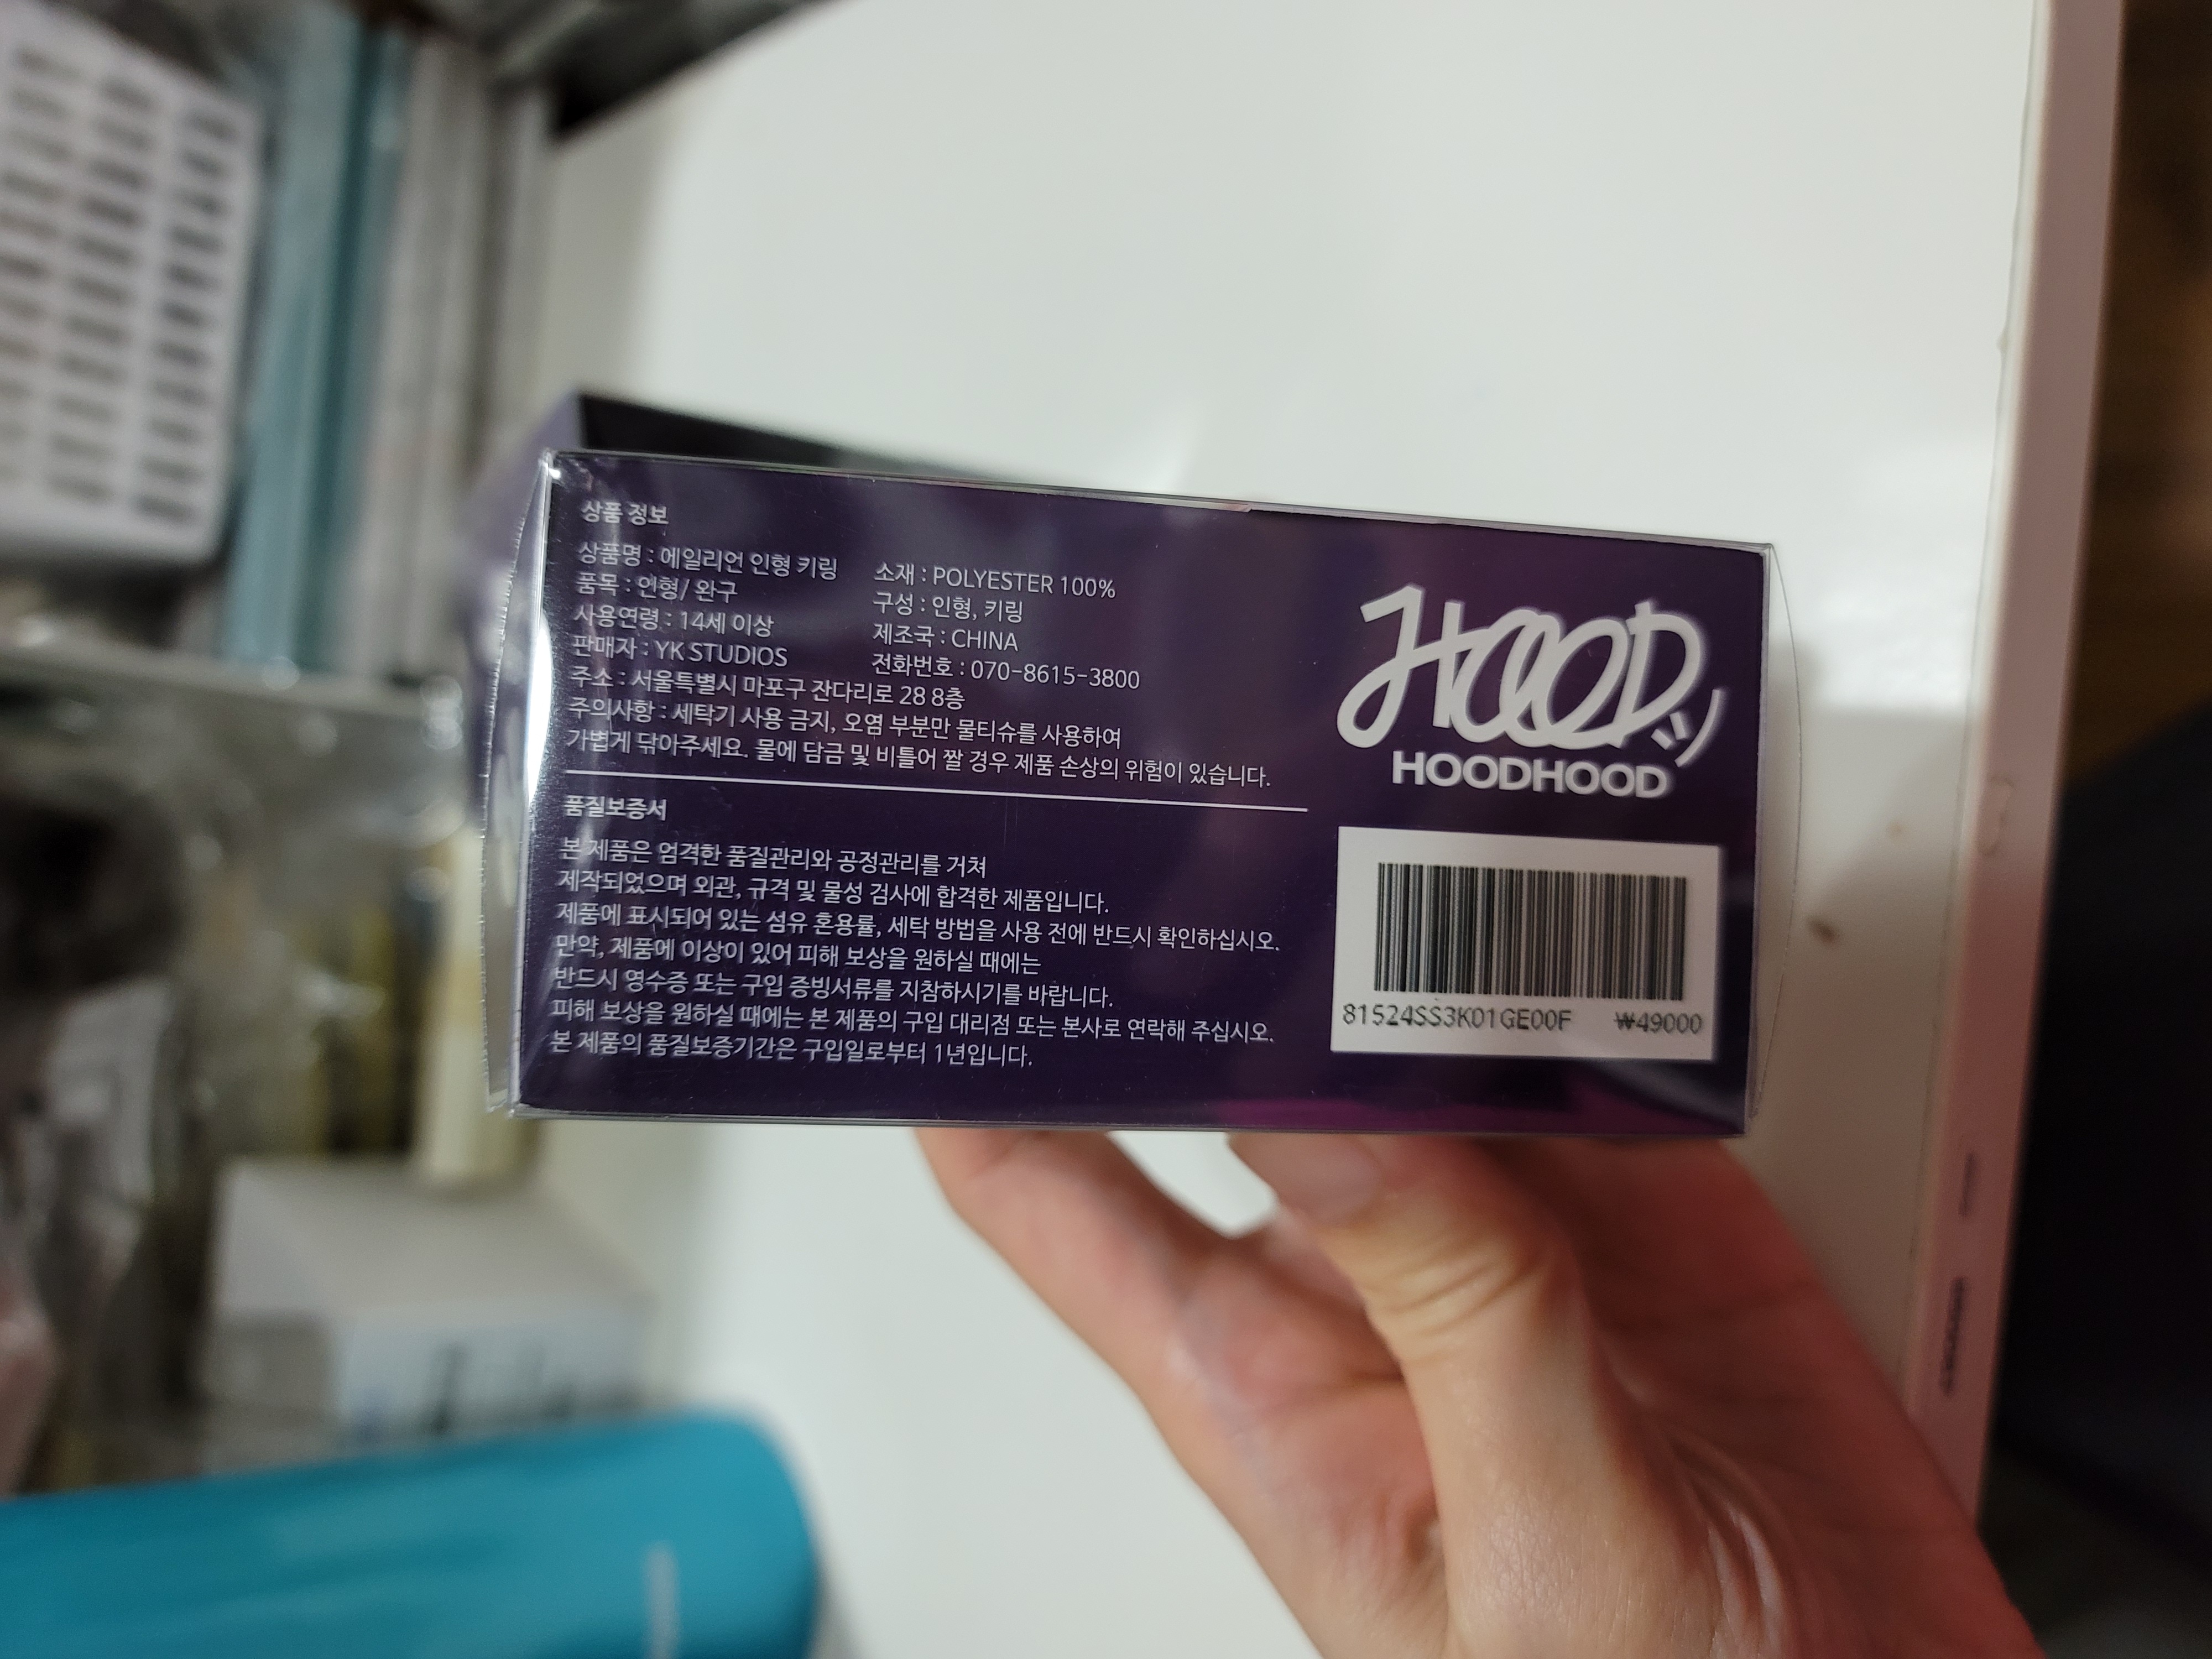 상품 정보
상품명 : 에일리언 인형 키링
품목 : 인형/ 완구
사용연령 : 14세 이상
판매자 : YK STUDIOS
소재 : POLYESTER 100%
구성 : 인형, 키링
제조국 : CHINA
전화번호 : 070-8615-3800
주소 : 서울특별시 마포구 잔다리로 28 8층
주의사항 : 세탁기 사용 금지, 오염 부분만 물티슈를 사용하여
가볍게 닦아주세요. 물에 담금 및 비틀어 짤 경우 제품 손상의 위험이 있습니다.
품질보증서
본 제품은 엄격한 품질관리와 공정관리를 거쳐
제작되었으며 외관, 규격 및 물성 검사에 합격한 제품입니다.
제품에 표시되어 있는 섬유 혼용률, 세탁 방법을 사용 전에 반드시 확인하십시오.
만약, 제품에 이상이 있어 피해 보상을 원하실 때에는
반드시 영수증 또는 구입 증빙서류를 지참하시기를 바랍니다.
피해 보상을 원하실 때에는 본 제품의 구입 대리점 또는 본사로 연락해 주십시오.
본 제품의 품질보증기간은 구입일로부터 1년입니다.
HOOD
HOODHOOD
81524SS3K01GE00F ₩49000